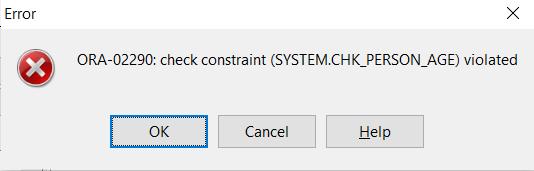 Error
ORA-02290: check constraint (SYSTEM.CHK_PERSON_AGE) violated
OK
Cancel
Help